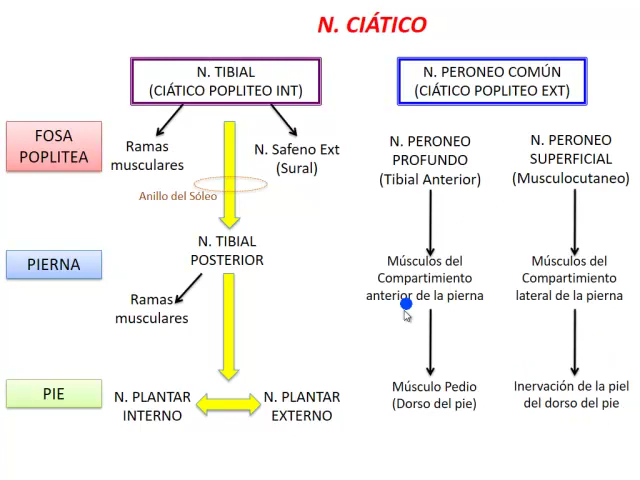 N. CIÁTICO
N. TIBIAL
(CIÁTICO POPLITEO INT)
N. PERONEO COMÚN
(CIÁTICO POPLITEO EXT)
FOSA
POPLITEA
Ramas
musculares
N. Safeno Ext
(Sural)
N. PERONEO
PROFUNDO
(Tibial Anterior)
N. PERONEO
SUPERFICIAL
(Musculocutaneo)
Anillo del Sóleo
PIERNA
N. TIBIAL
POSTERIOR
Ramas
musculares
Músculos del
Compartimiento
anterior de la pierna
Músculos del
Compartimento
lateral de la pierna
PIE
N. PLANTAR
INTERNO
N. PLANTAR
EXTERNO
Músculo Pedio
(Dorso del pie)
Inervación de la piel
del dorso del pie